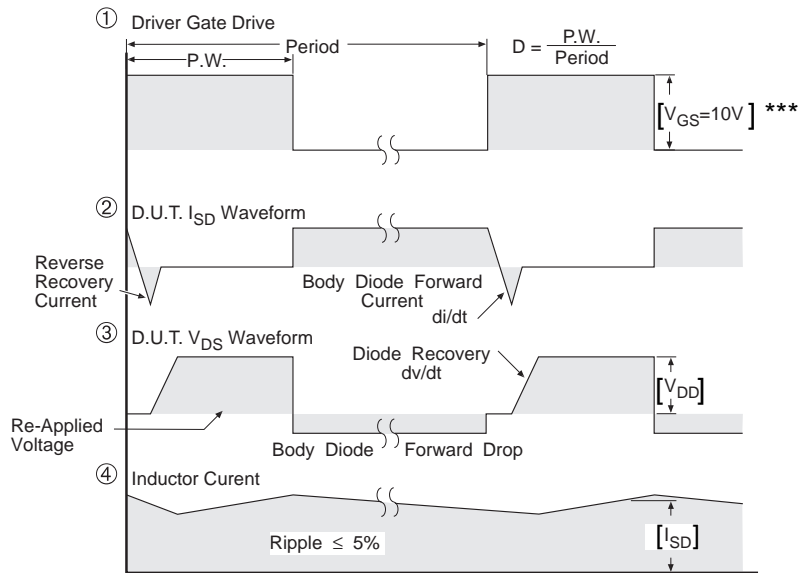 ① Driver Gate Drive
Period
P.W.
D = P.W. / Period
[VGS=10V] ***
② D.U.T. ISD Waveform
Reverse
Recovery
Current
Body Diode Forward
Current
di/dt
③ D.U.T. VDS Waveform
Diode Recovery
dv/dt
[VDD]
Re-Applied
Voltage
Body Diode Forward Drop
④ Inductor Curent
Ripple ≤ 5%
[ISD]